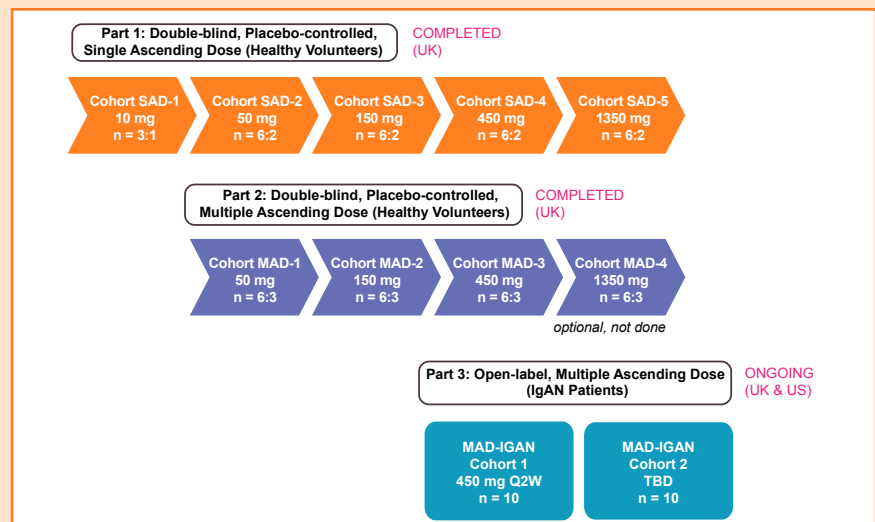 Part 1: Double-blind, Placebo-controlled,
Single Ascending Dose (Healthy Volunteers)
COMPLETED
(UK)
Cohort SAD-1
10 mg
n = 3:1
Cohort SAD-2
50 mg
n = 6:2
Cohort SAD-3
150 mg
n = 6:2
Cohort SAD-4
450 mg
n = 6:2
Cohort SAD-5
1350 mg
n = 6:2
Part 2: Double-blind, Placebo-controlled,
Multiple Ascending Dose (Healthy Volunteers)
COMPLETED
(UK)
Cohort MAD-1
50 mg
n = 6:3
Cohort MAD-2
150 mg
n = 6:3
Cohort MAD-3
450 mg
n = 6:3
Cohort MAD-4
1350 mg
n = 6:3
optional, not done
Part 3: Open-label, Multiple Ascending Dose
(IgAN Patients)
ONGOING
(UK & US)
MAD-IGAN
Cohort 1
450 mg Q2W
n = 10
MAD-IGAN
Cohort 2
TBD
n = 10